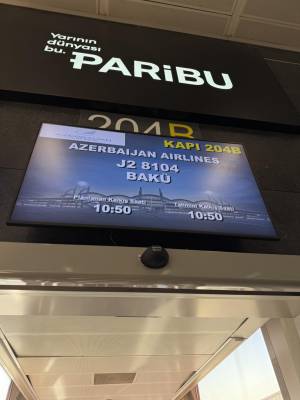 Yarının
dünyası
bu.
PARiBU
204B
KAPI 204B
AZERBAIJAN AIRLINES
J2 8104
BAKÜ
Planlanan Kalkış Saati
10:50
Tahmini Kalkış Saati
10:50